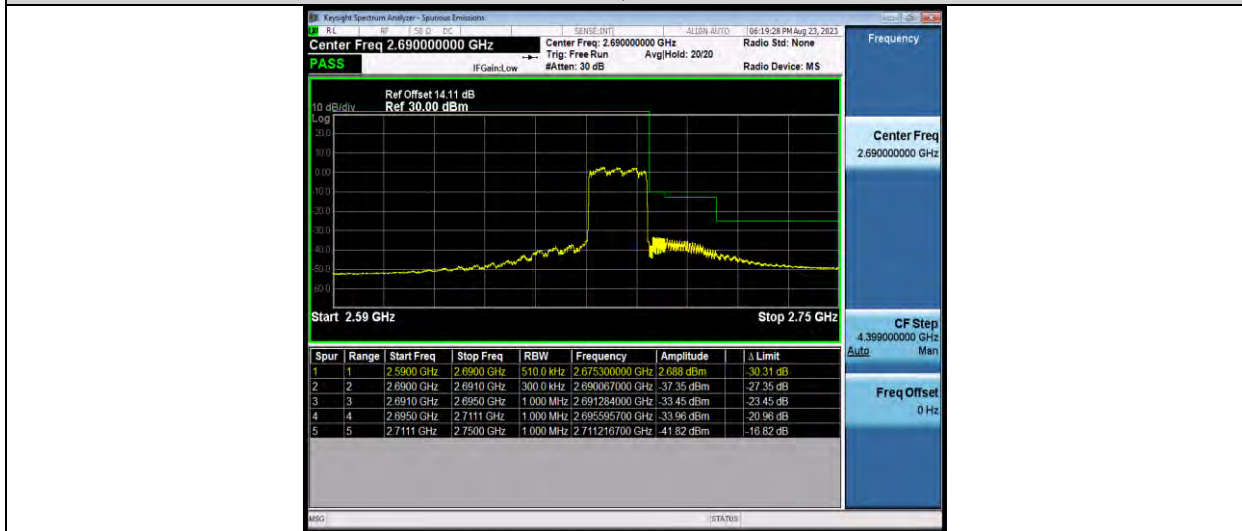 Keysight Spectrum Analyzer - Spurious Emissions
RL RF 50 Ω DC SENSE:INT ALIGN AUTO 06:19:28 PM Aug 23, 2023
Center Freq 2.690000000 GHz Center Freq: 2.690000000 GHz Radio Std: None
Trig: Free Run Avg|Hold: 20/20
PASS IFGain:Low #Atten: 30 dB Radio Device: MS
Frequency
Ref Offset 14.11 dB
10 dB/div Ref 30.00 dBm
Log
20.0
10.0
0.00
-10.0
-20.0
-30.0
-40.0
-50.0
-60.0
Start 2.59 GHz Stop 2.75 GHz
Center Freq
2.690000000 GHz
CF Step
4.399000000 GHz
Auto Man
Freq Offset
0 Hz
Spur Range Start Freq Stop Freq RBW Frequency Amplitude Δ Limit
1 1 2.5900 GHz 2.6900 GHz 510.0 kHz 2.675300000 GHz 2.688 dBm -30.31 dB
2 2 2.6900 GHz 2.6910 GHz 300.0 kHz 2.690067000 GHz -37.35 dBm -27.35 dB
3 3 2.6910 GHz 2.6950 GHz 1.000 MHz 2.691284000 GHz -33.45 dBm -23.45 dB
4 4 2.6950 GHz 2.7111 GHz 1.000 MHz 2.695595700 GHz -33.96 dBm -20.96 dB
5 5 2.7111 GHz 2.7500 GHz 1.000 MHz 2.711216700 GHz -41.82 dBm -16.82 dB
MSG STATUS